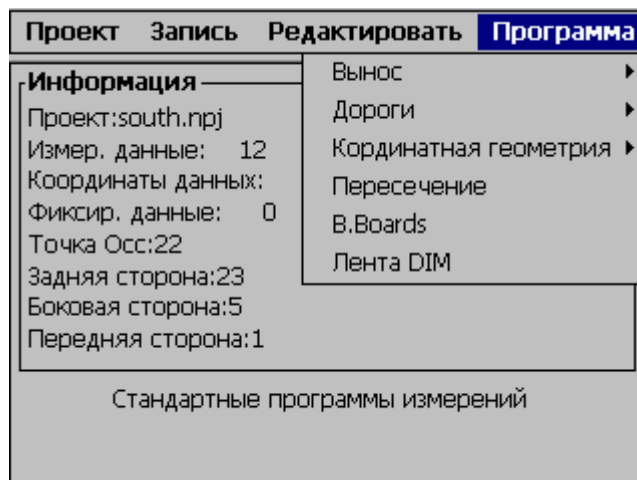 Проект Запись Редактировать Программа
Информация
Проект:south.npj
Измер. данные: 12
Координаты данных:
Фиксир. данные: 0
Точка Осс:22
Задняя сторона:23
Боковая сторона:5
Передняя сторона:1
Вынос
Дороги
Кординатная геометрия
Пересечение
B.Boards
Лента DIM
Стандартные программы измерений